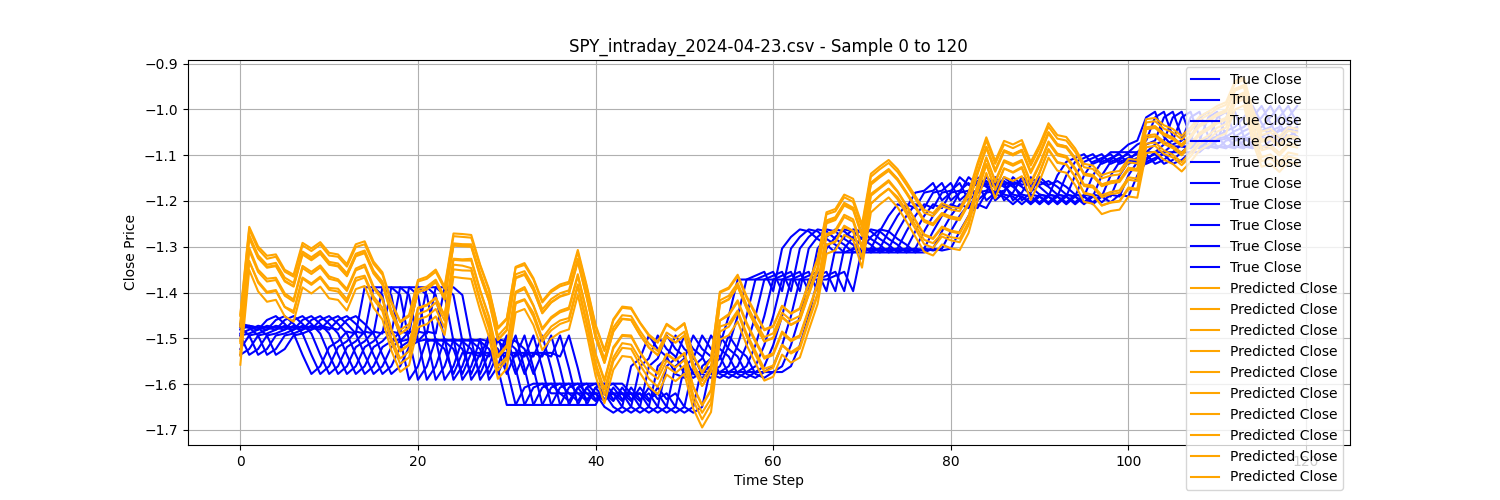 SPY_intraday_2024-04-23.csv - Sample 0 to 120
Close Price
−0.9
−1.0
−1.1
−1.2
−1.3
−1.4
−1.5
−1.6
−1.7
0 20 40 60 80 100 120
Time Step
True Close
True Close
True Close
True Close
True Close
True Close
True Close
True Close
True Close
True Close
Predicted Close
Predicted Close
Predicted Close
Predicted Close
Predicted Close
Predicted Close
Predicted Close
Predicted Close
Predicted Close
Predicted Close